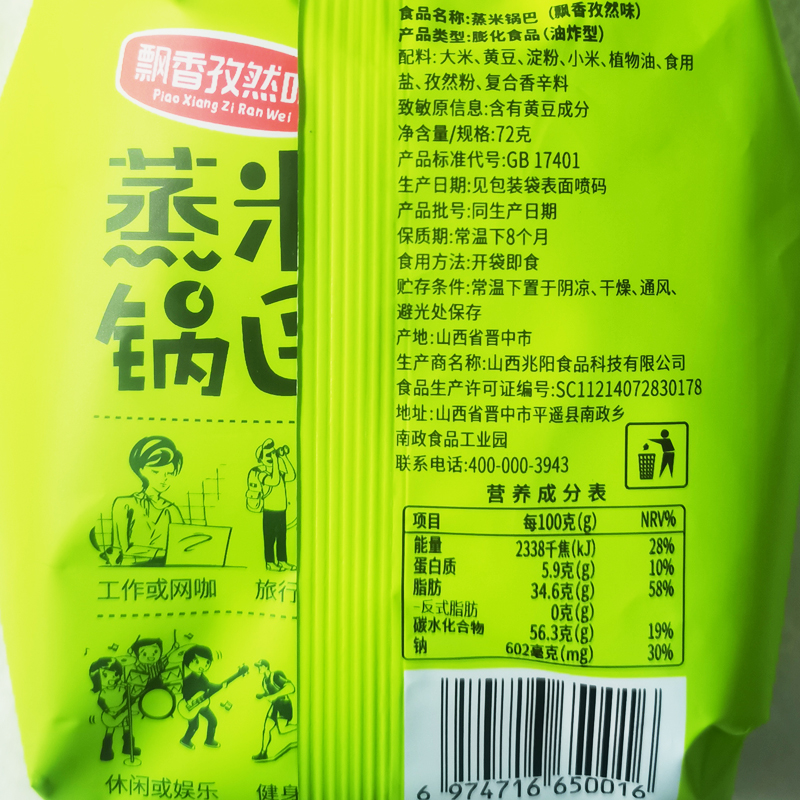 飘香孜然味
Piao Xiang Zi Ran Wei
蒸米
锅巴
工作或网咖
旅行
休闲或娱乐
健身
食品名称:蒸米锅巴 (飘香孜然味)
产品类型:膨化食品(油炸型)
配料:大米、黄豆、淀粉、小米、植物油、食用
盐、孜然粉、复合香辛料
致敏原信息:含有黄豆成分
净含量/规格:72克
产品标准代号:GB 17401
生产日期:见包装袋表面喷码
产品批号:同生产日期
保质期:常温下8个月
食用方法:开袋即食
贮存条件:常温下置于阴凉、干燥、通风、
避光处保存
产地:山西省晋中市
生产商名称:山西兆阳食品科技有限公司
食品生产许可证编号:SC11214072830178
地址:山西省晋中市平遥县南政乡
南政食品工业园
联系电话:400-000-3943
营养成分表
项目 每100克(g) NRV%
能量 2338千焦(kJ) 28%
蛋白质 5.9克(g) 10%
脂肪 34.6克(g) 58%
-反式脂肪 0克(g)
碳水化合物 56.3克(g) 19%
钠 602毫克(mg) 30%
6 974716 650016